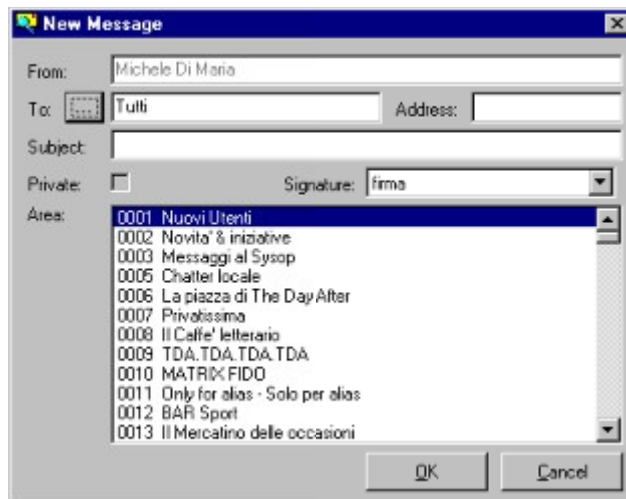 New Message
From: Michele Di Maria
To: ... Tutti Address:
Subject:
Private: Signature: firma
Area: 0001 Nuovi Utenti
0002 Novita' & iniziative
0003 Messaggi al Sysop
0005 Chatter locale
0006 La piazza di The Day After
0007 Privatissima
0008 Il Caffe' letterario
0009 TDA.TDA.TDA.TDA
0010 MATRIX FIDO
0011 Only for alias - Solo per alias
0012 BAR Sport
0013 Il Mercatino delle occasioni
OK Cancel